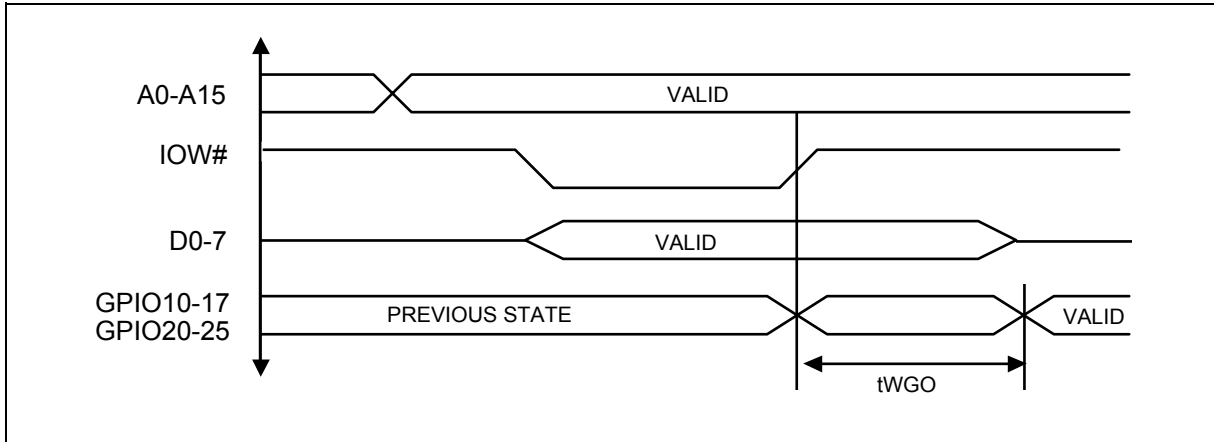 A0-A15
VALID
IOW#
D0-7
VALID
GPIO10-17
GPIO20-25
PREVIOUS STATE
VALID
tWGO